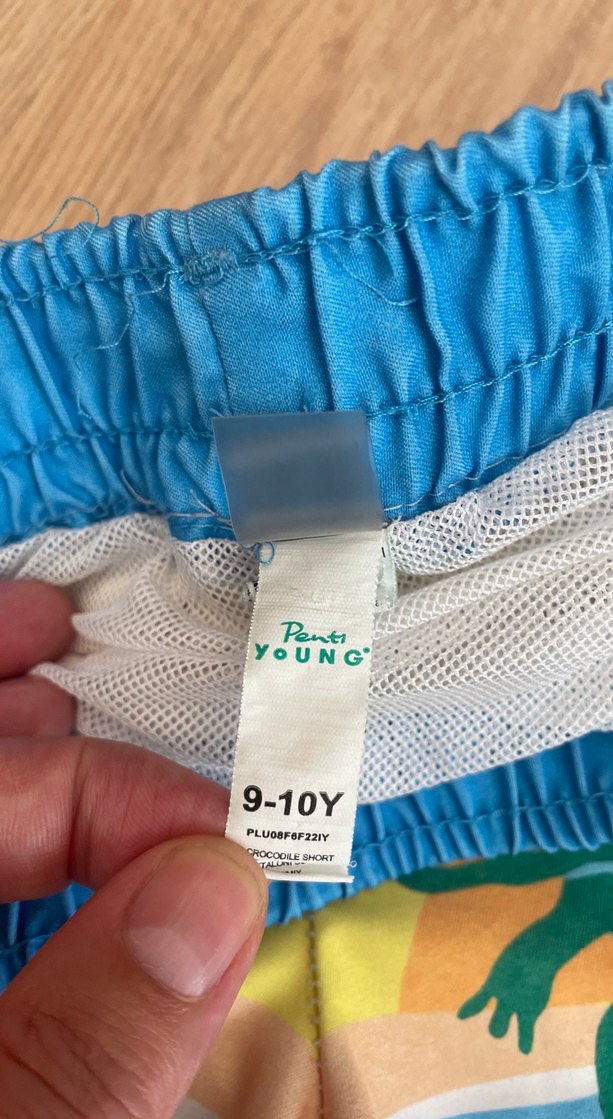 Penti
YOUNG
9-10Y
PLU08F6F22IY
CROCODILE SHORT